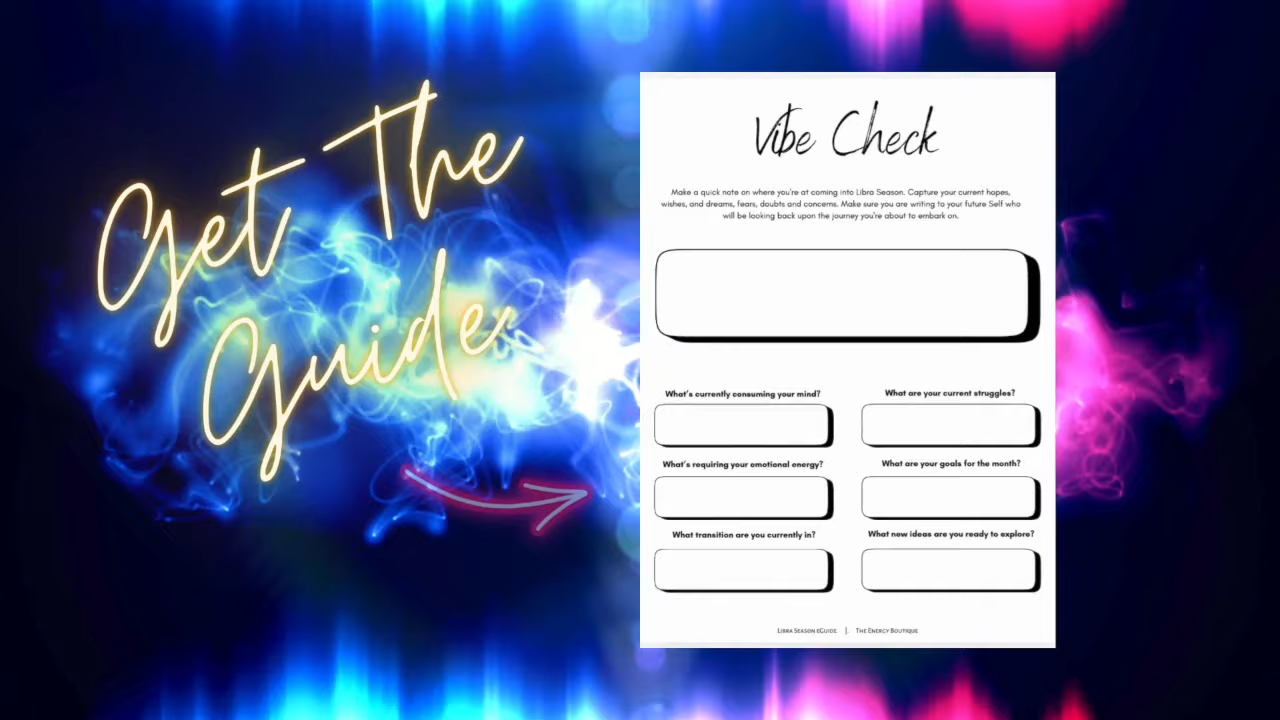 Get The
Guide
Vibe Check
Make a quick note on where you're at coming into Libra Season. Capture your current hopes,
wishes, and dreams, fears, doubts and concerns. Make sure you are writing to your future Self who
will be looking back upon the journey you're about to embark on.
What's currently consuming your mind?
What are your current struggles?
What's requiring your emotional energy?
What are your goals for the month?
What transition are you currently in?
What new ideas are you ready to explore?
Libra Season eGuide | The Energy Boutique